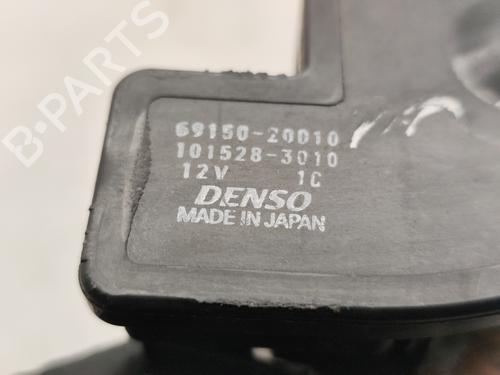 B-PARTS
69150-20010
101528-3010
12V 1C
DENSO
MADE IN JAPAN